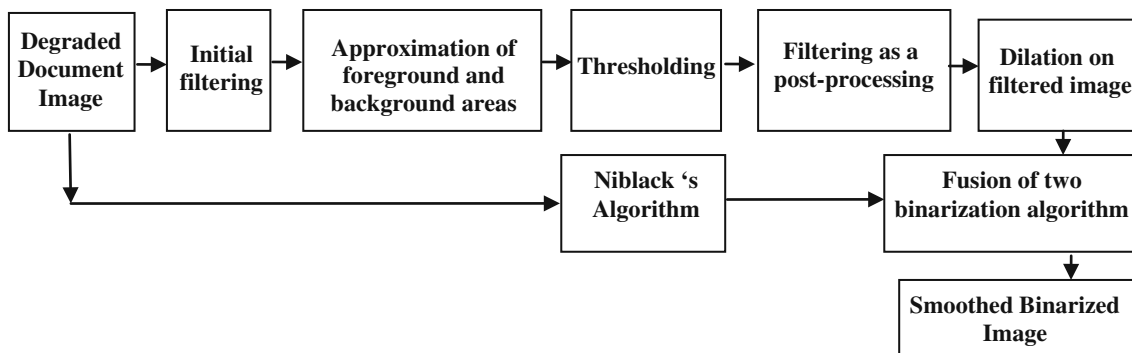 Degraded
Document
Image
Initial
filtering
Approximation of
foreground and
background areas
Thresholding
Filtering as a
post-processing
Dilation on
filtered image
Niblack ‘s
Algorithm
Fusion of two
binarization algorithm
Smoothed Binarized
Image